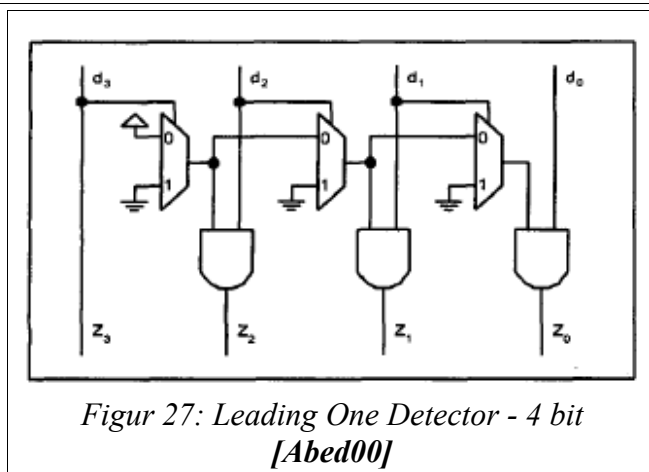 d3 d2 d1 d0
0 0 0
1 1 1
Z3 Z2 Z1 Z0
Figur 27: Leading One Detector - 4 bit
[Abed00]